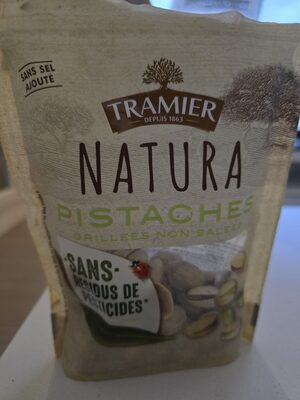 SANS SEL
AJOUTÉ
TRAMIER
DEPUIS 1863
NATURA
PISTACHES
GRILLÉES NON SALÉES
SANS
RÉSIDUS DE
PESTICIDES*